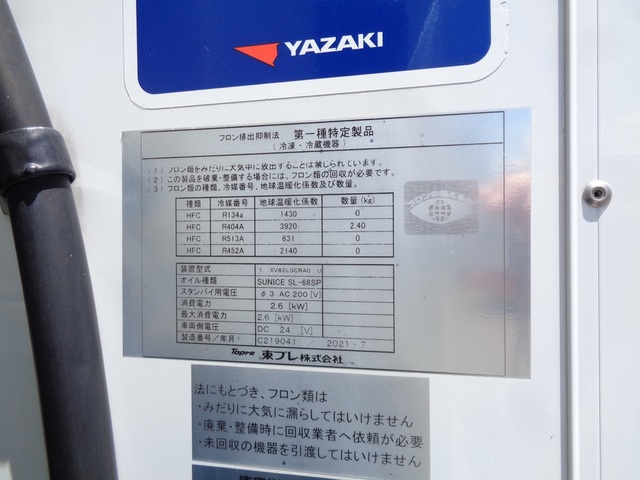 YAZAKI
フロン排出抑制法 第一種特定製品
(冷凍・冷蔵機器)
(1) フロン類をみだりに大気中に放出することは禁じられています。
(2) この製品を破棄・整備する場合には、フロン類の回収が必要です。
(3) フロン類の種類、冷媒番号、地球温暖化係数及び数量。
種類 冷媒番号 地球温暖化係数 数量(kg)
HFC R134a 1430 0
HFC R404A 3920 2.40
HFC R513A 631 0
HFC R452A 2140 0
装置型式
オイル種類 SUNICE SL-68SP
スタンバイ用電圧 φ3 AC 200 [V]
消費電力 2.6 [kW]
最大消費電力 2.6 [kW]
車両側電圧 DC 24 [V]
製造番号/年月 C219041 / 2021-7
Topre 東プレ株式会社
法にもとづき、フロン類は
・みだりに大気に漏らしてはいけません
・廃棄・整備時に回収業者へ依頼が必要
・未回収の機器を引渡してはいけません